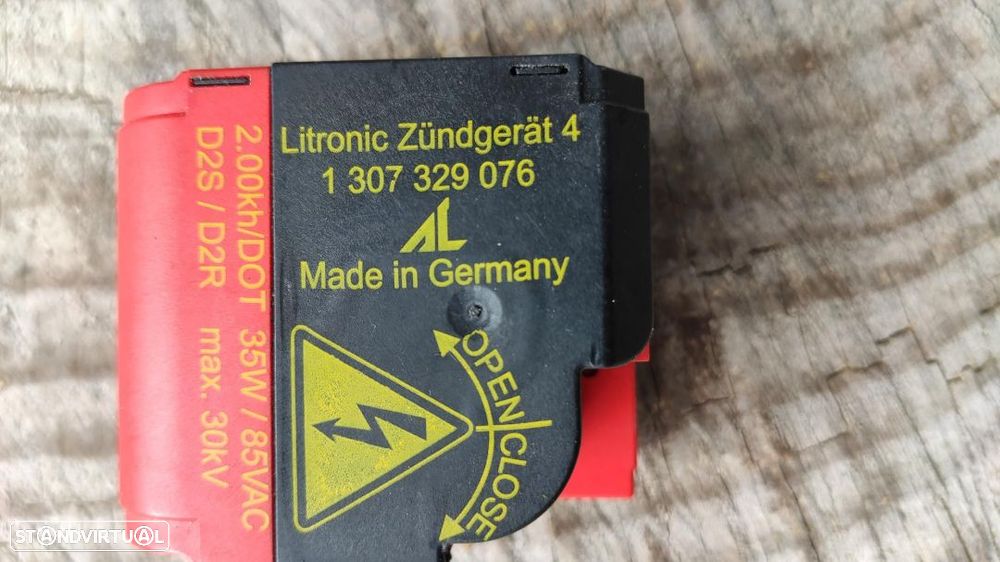 Litronic Zündgerät 4
1 307 329 076
AL
Made in Germany
OPEN/CLOSE
2.00kh/DOT 35W / 85VAC
D2S / D2R max. 30kV
STANDVIRTUAL